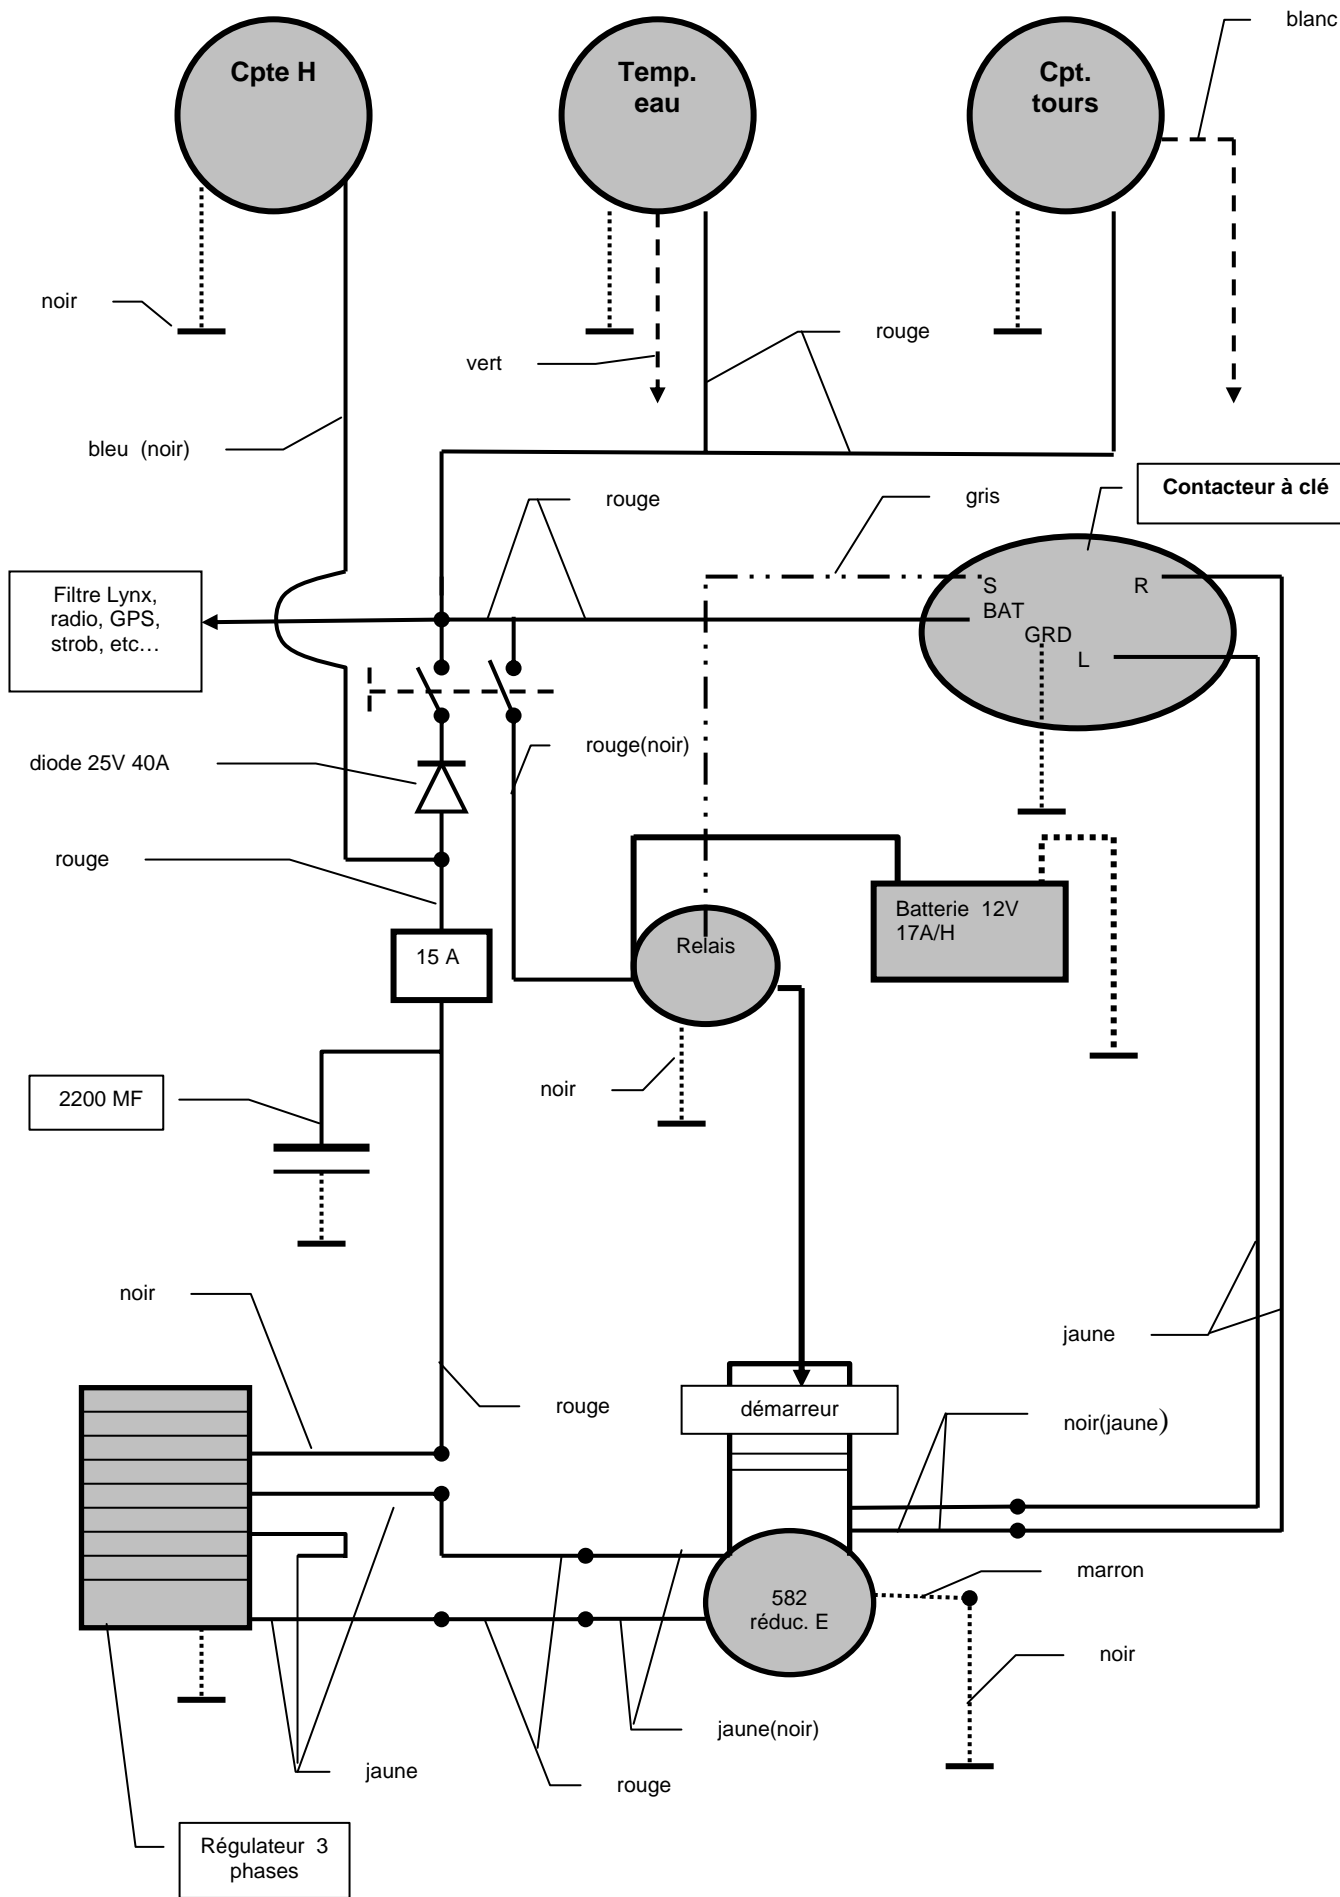 blanc
Cpte H
Temp.
eau
Cpt.
tours
noir
vert
rouge
bleu (noir)
rouge
gris
Contacteur à clé
Filtre Lynx,
radio, GPS,
strob, etc…
S
R
BAT
GRD
L
rouge(noir)
diode 25V 40A
rouge
Batterie 12V
17A/H
15 A
Relais
noir
2200 MF
noir
jaune
rouge
démarreur
noir(jaune)
marron
582
réduc. E
noir
jaune(noir)
jaune
rouge
Régulateur 3
phases